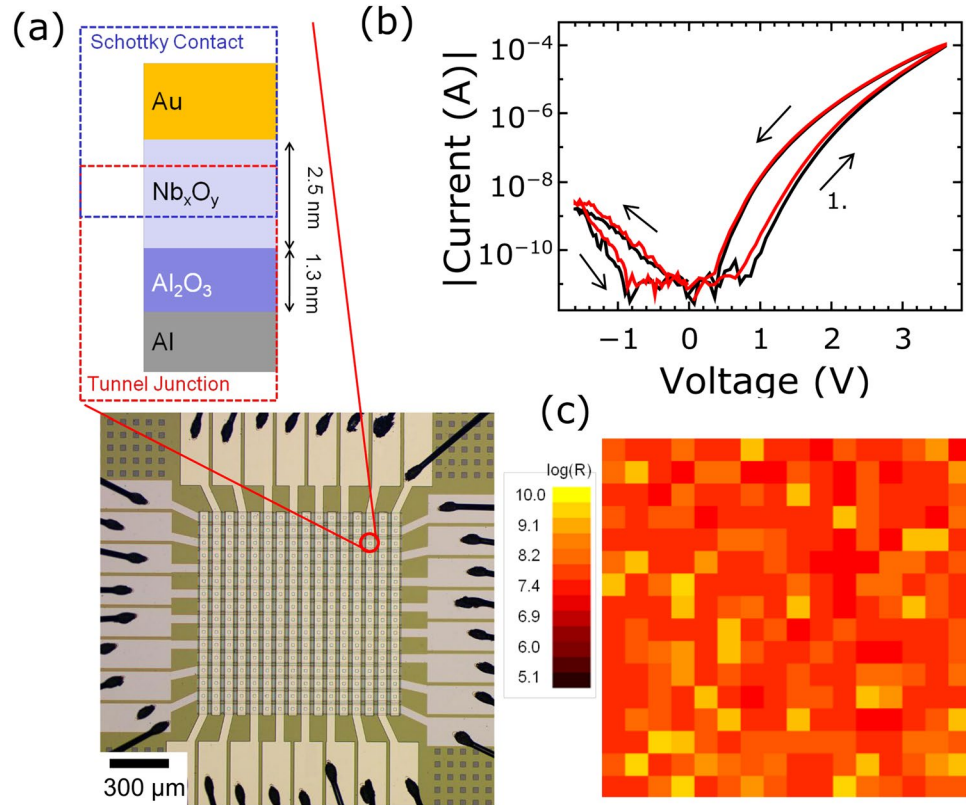 (a)
Schottky Contact
Au
NbₓOᵧ
2.5 nm
Al₂O₃
1.3 nm
Al
Tunnel Junction
300 μm
(b)
|Current (A)|
10⁻⁴
10⁻⁶
10⁻⁸
10⁻¹⁰
1.
−1 0 1 2 3
Voltage (V)
(c)
log(R)
10.0
9.1
8.2
7.4
6.9
6.0
5.1